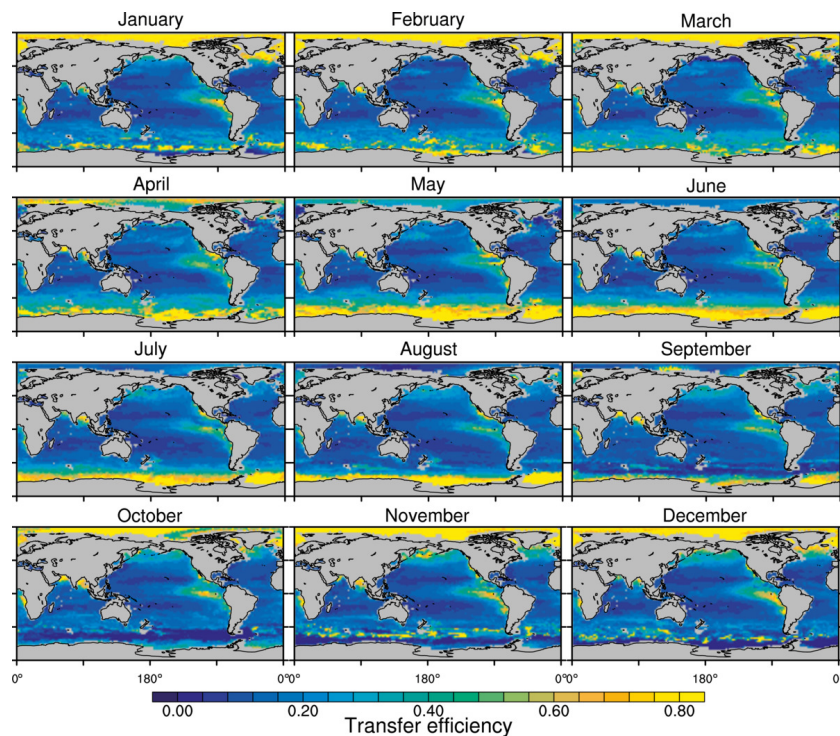 January February March
April May June
July August September
October November December
0° 180° 0°0° 180° 0°0° 180° 0
0.00 0.20 0.40 0.60 0.80
Transfer efficiency